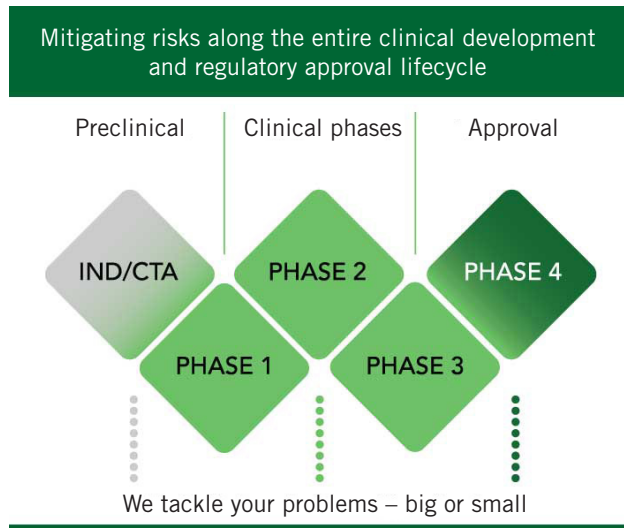 Mitigating risks along the entire clinical development
and regulatory approval lifecycle
Preclinical
Clinical phases
Approval
IND/CTA
PHASE 2
PHASE 4
PHASE 1
PHASE 3
We tackle your problems – big or small